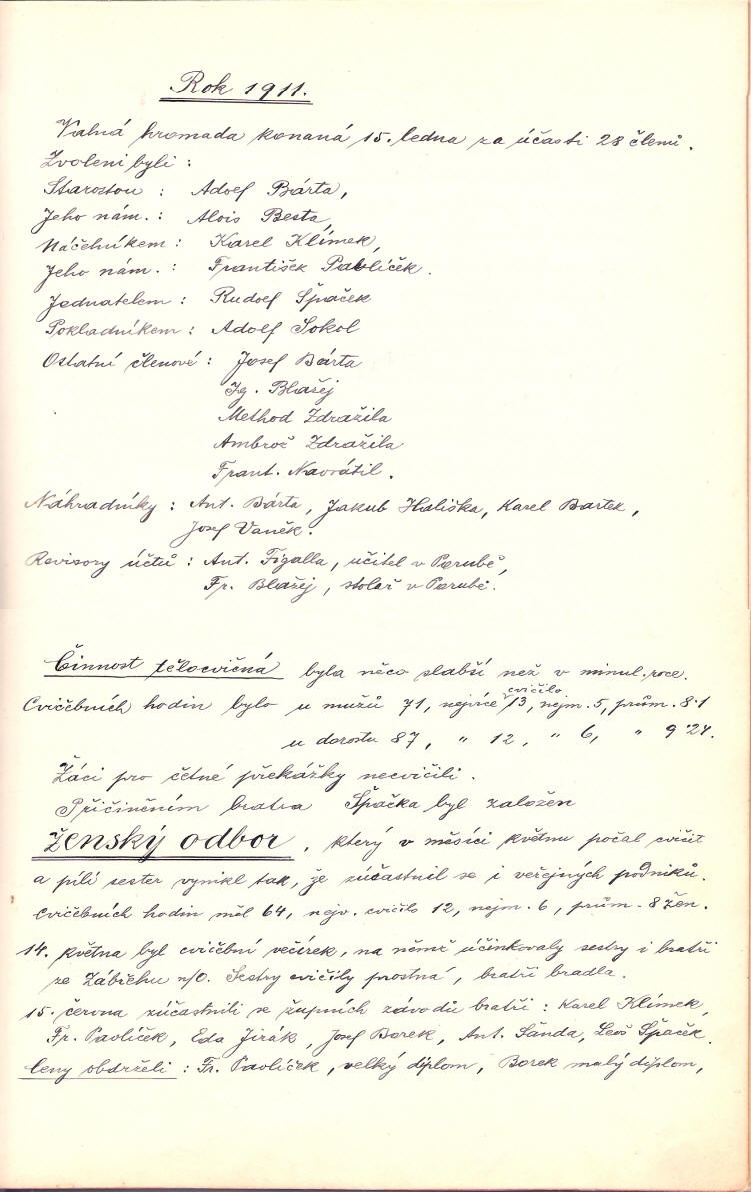 Rok 1911.
Valná hromada konaná 15. ledna za účasti 28 členů.
Zvoleni byli :
Starostou : Adolf Bárta,
Jeho nám. : Alois Besta,
Náčelníkem : Karel Klímek,
Jeho nám. : František Pavlíček.
Jednatelem : Rudolf Špaček
Pokladníkem : Adolf Sokol
Ostatní členové : Josef Bárta
Ig. Blažej
Method Zdražila
Ambrož Zdražila
Frant. Navrátil.
Náhradníky : Ant. Bárta, Jakub Hališka, Karel Bartek,
Josef Vaněk.
Revisory účtů : Ant. Figalla, učitel v Porubě,
Fr. Blažej, stolař v Porubě.
Činnost tělocvičná byla něco slabší než v minul. roce.
Cvičebních hodin bylo u mužů 71, nejvíce cvičilo 13, nejm. 5, prům. 8·1
u dorostu 87, " 12, " 6, " 9·24.
Žáci pro četné překážky necvičili.
Přičiněním bratra Špačka byl založen
Ženský odbor, který v měsíci květnu počal cvičit
a pílí sester vynikl tak, že zúčastnil se i veřejných podniků.
Cvičebních hodin měl 64, nejv. cvičilo 12, nejm. 6, prům. 8 žen.
14. května byl cvičební večírek, na němž účinkovaly sestry i bratři
ze Zábřehu n/O. Sestry cvičily prostná, bratři bradla.
15. června zúčastnili se župních závodů bratři : Karel Klímek,
Fr. Pavlíček, Eda Jirák, Josef Borek, Ant. Šanda, Leoš Špaček.
Ceny obdrželi : Fr. Pavlíček, velký diplom, Borek malý diplom,